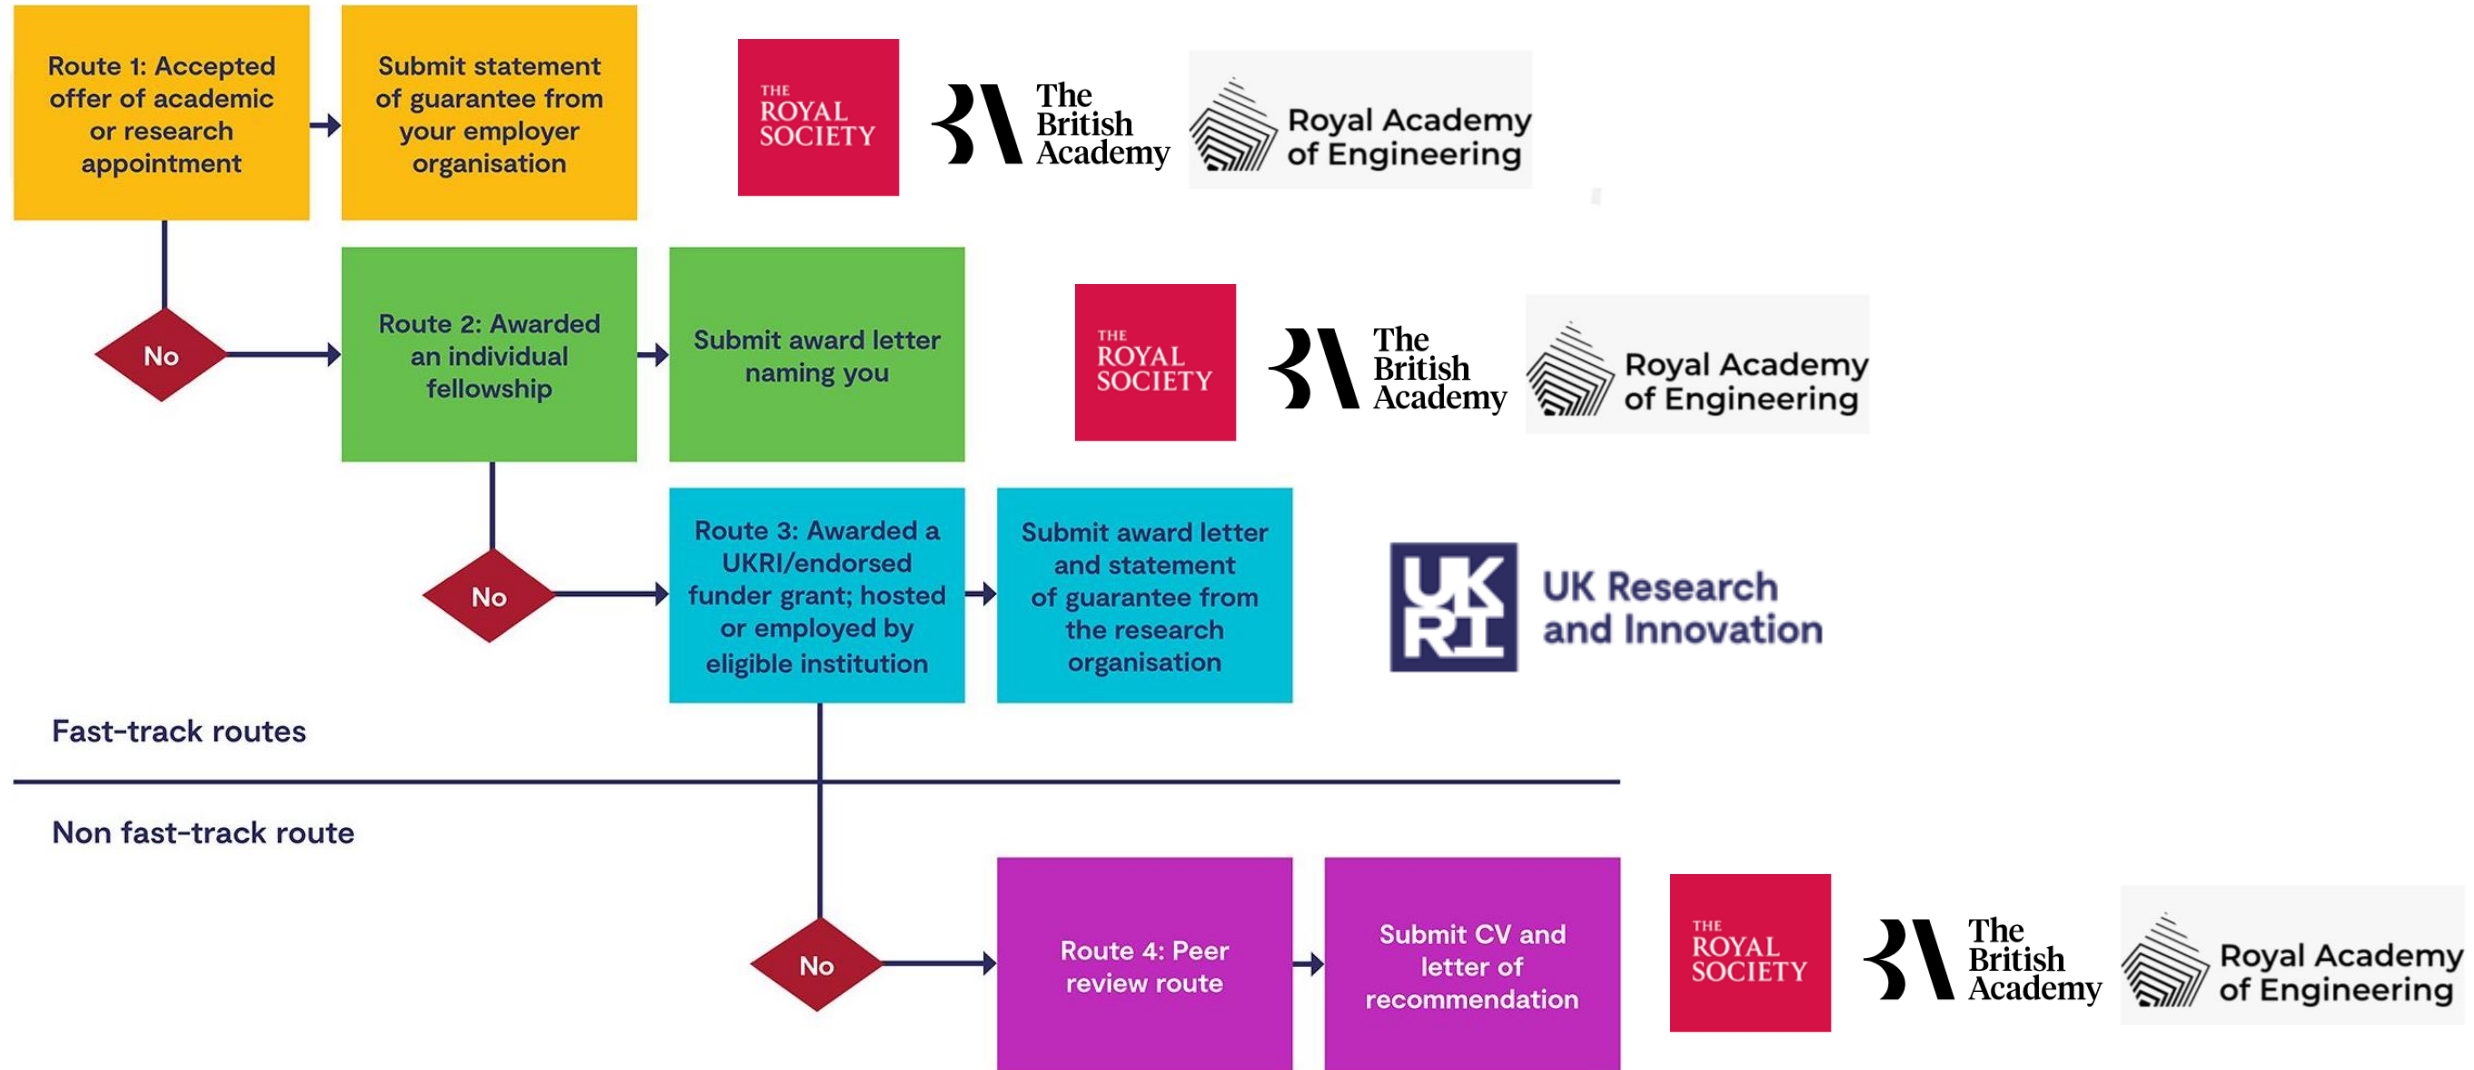 Route 1: Accepted
offer of academic
or research
appointment
Submit statement
of guarantee from
your employer
organisation
THE
ROYAL
SOCIETY
The
British
Academy
Royal Academy
of Engineering
No
Route 2: Awarded
an individual
fellowship
Submit award letter
naming you
THE
ROYAL
SOCIETY
The
British
Academy
Royal Academy
of Engineering
No
Route 3: Awarded a
UKRI/endorsed
funder grant; hosted
or employed by
eligible institution
Submit award letter
and statement
of guarantee from
the research
organisation
UK
RI
UK Research
and Innovation
Fast-track routes
Non fast-track route
No
Route 4: Peer
review route
Submit CV and
letter of
recommendation
THE
ROYAL
SOCIETY
The
British
Academy
Royal Academy
of Engineering